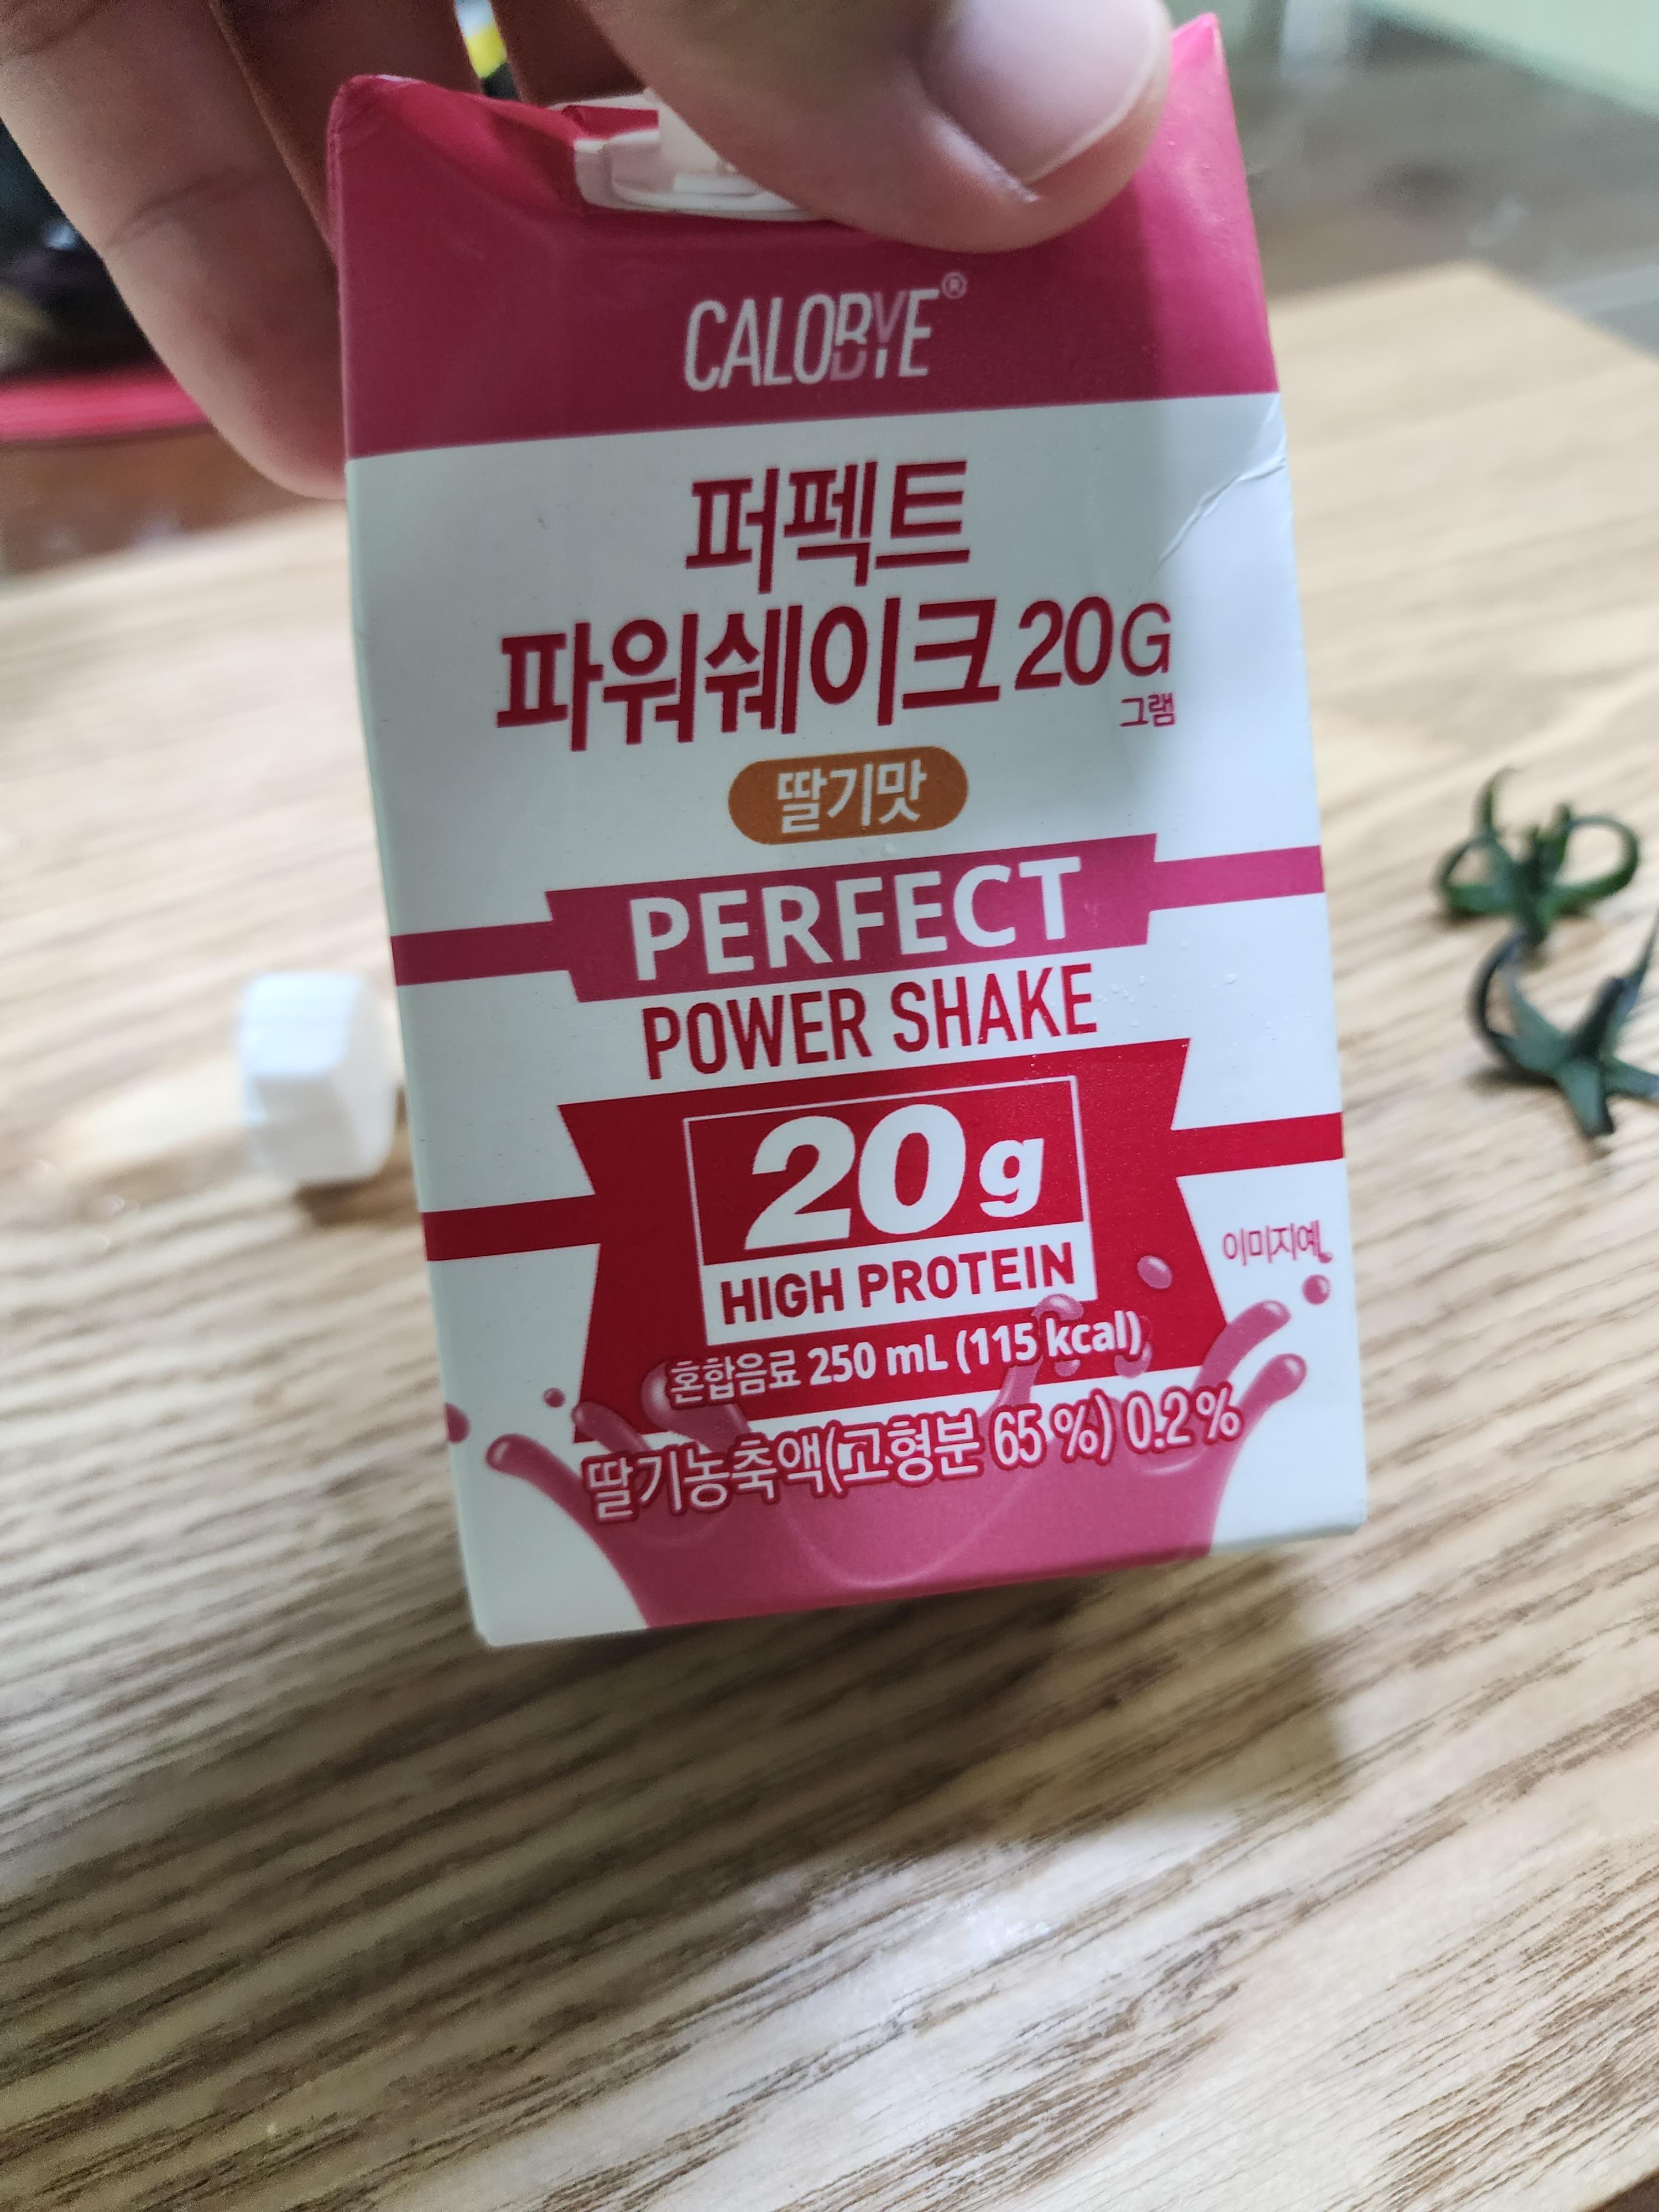 CALOBYE®
퍼펙트
파워쉐이크 20G
그램
딸기맛
PERFECT
POWER SHAKE
20g
HIGH PROTEIN
이미지예
혼합음료 250 mL (115 kcal)
딸기농축액(고형분 65 %) 0.2 %